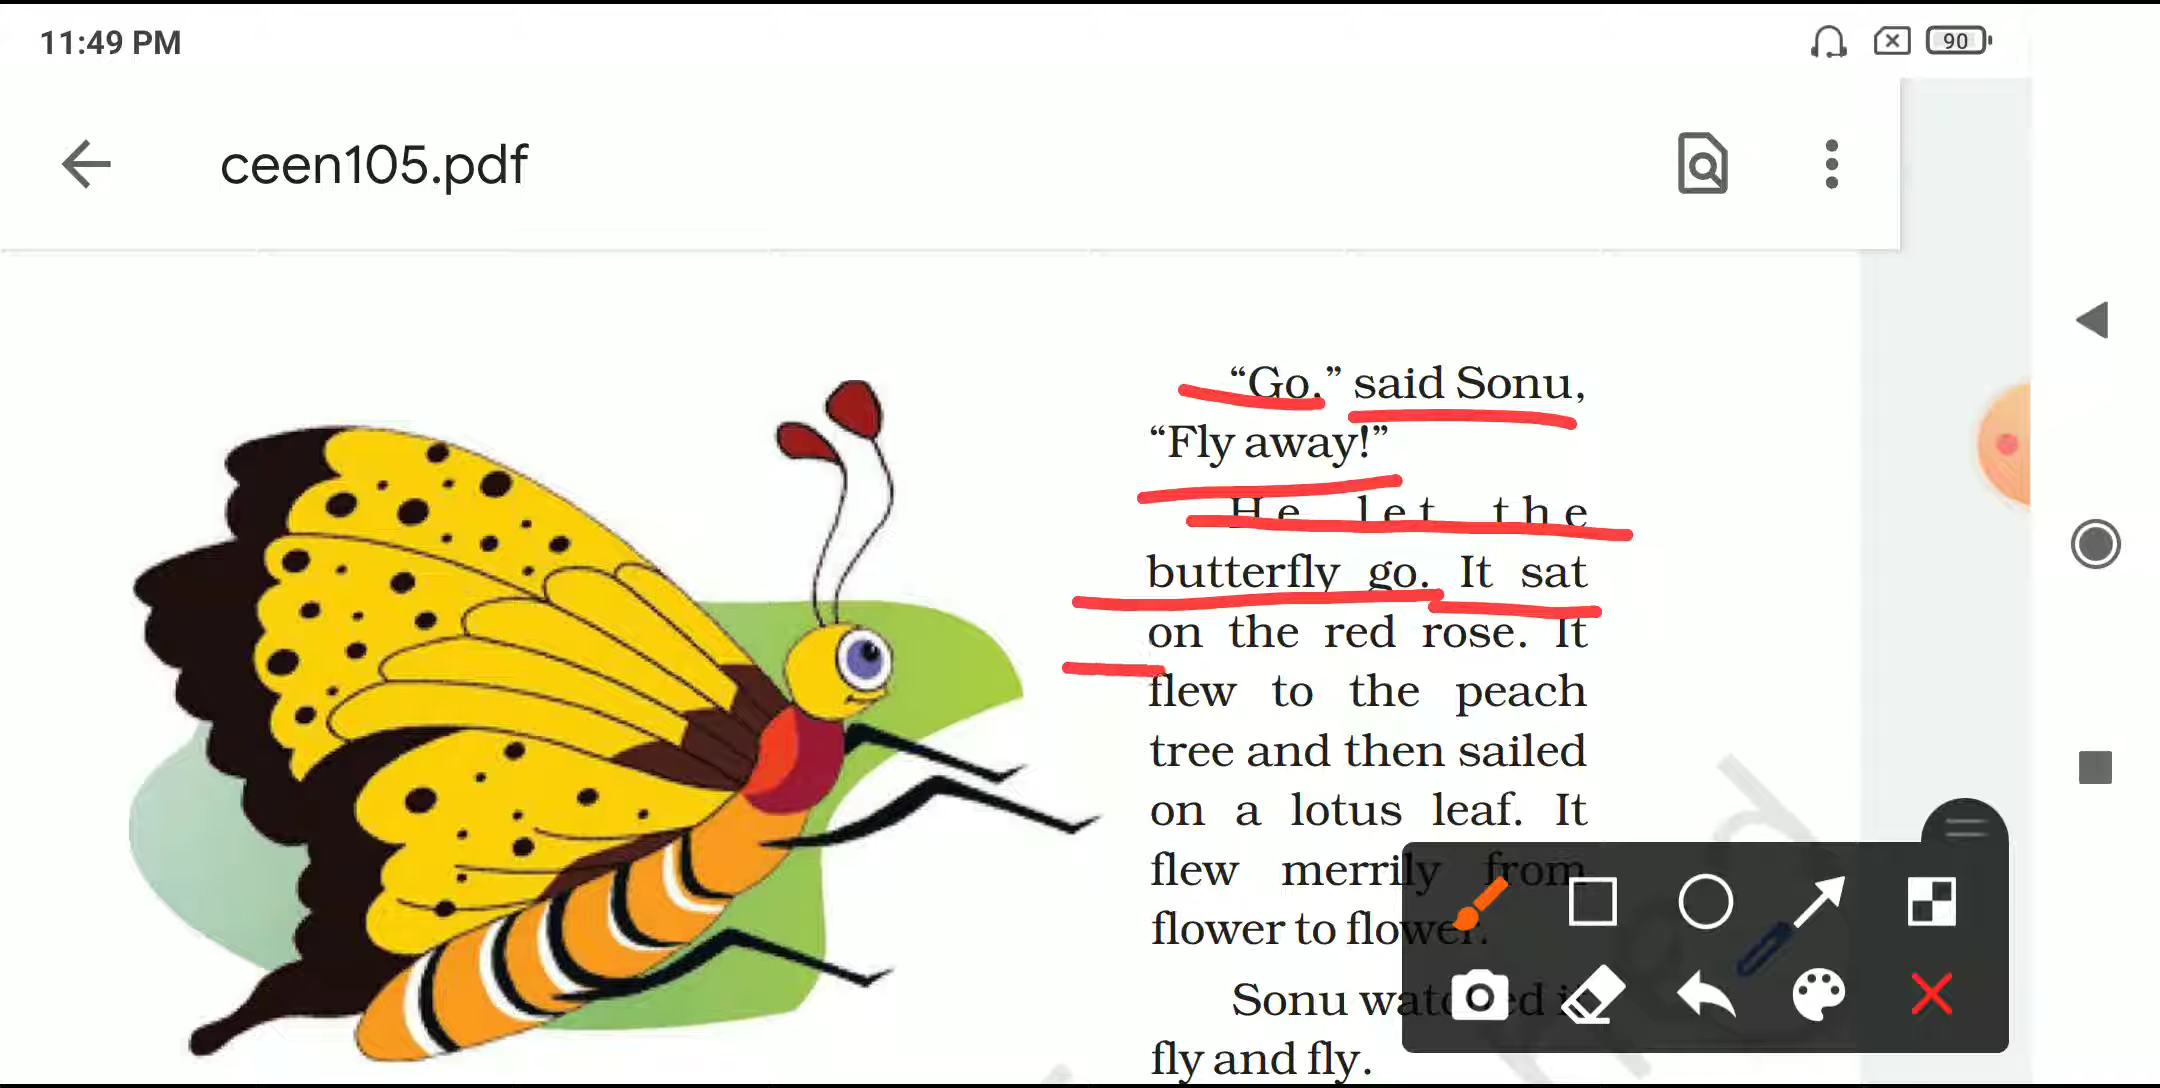 11:49 PM
90
ceen105.pdf
“Go.” said Sonu,
“Fly away!”
He let the
butterfly go. It sat
on the red rose. It
flew to the peach
tree and then sailed
on a lotus leaf. It
flew merrily from
flower to flower.
Sonu watched it
fly and fly.